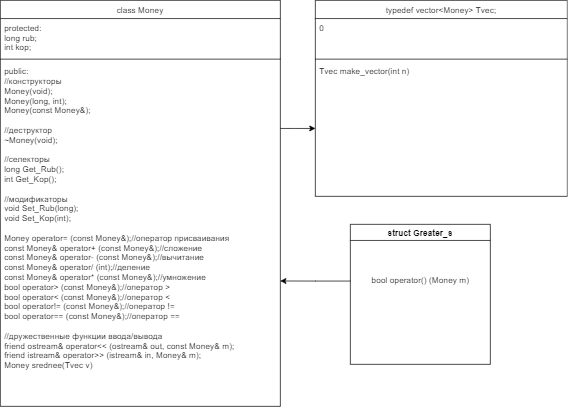 class Money
protected:
long rub;
int kop;
public:
//конструкторы
Money(void);
Money(long, int);
Money(const Money&);
//деструктор
~Money(void);
//селекторы
long Get_Rub();
int Get_Kop();
//модификаторы
void Set_Rub(long);
void Set_Kop(int);
Money operator= (const Money&);//оператор присваивания
const Money& operator+ (const Money&);//сложение
const Money& operator- (const Money&);//вычитание
const Money& operator/ (int);//деление
const Money& operator* (const Money&);//умножение
bool operator> (const Money&);//оператор >
bool operator< (const Money&);//оператор <
bool operator!= (const Money&);//оператор !=
bool operator== (const Money&);//оператор ==
//дружественные функции ввода/вывода
friend ostream& operator<< (ostream& out, const Money& m);
friend istream& operator>> (istream& in, Money& m);
Money srednee(Tvec v)
typedef vector<Money> Tvec;
0
Tvec make_vector(int n)
struct Greater_s
bool operator() (Money m)